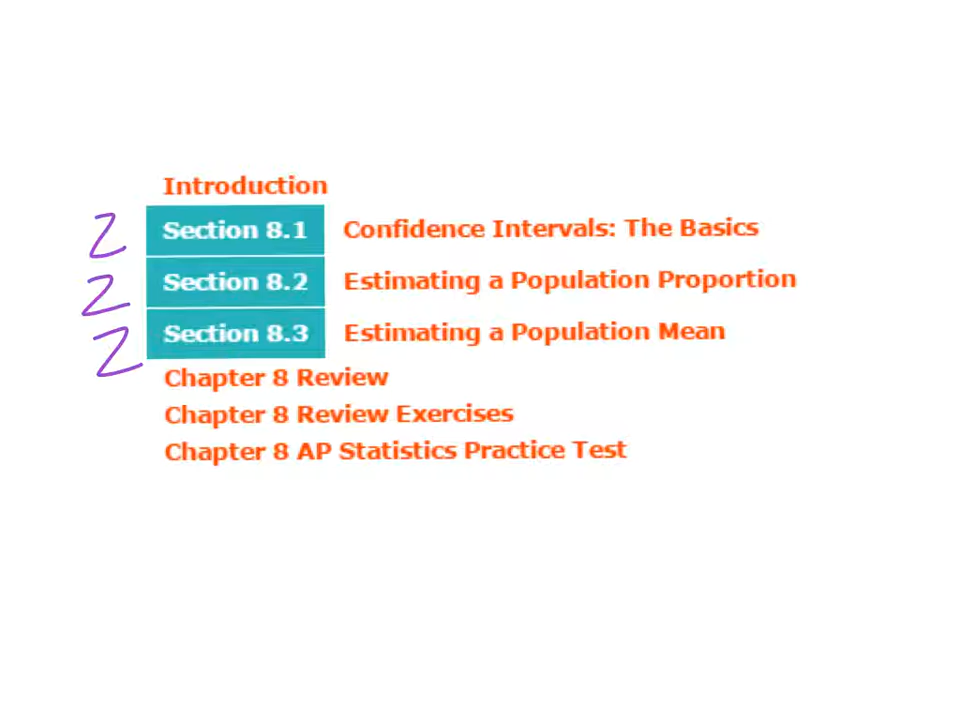 Introduction
2 Section 8.1 Confidence Intervals: The Basics
2 Section 8.2 Estimating a Population Proportion
2 Section 8.3 Estimating a Population Mean
Chapter 8 Review
Chapter 8 Review Exercises
Chapter 8 AP Statistics Practice Test